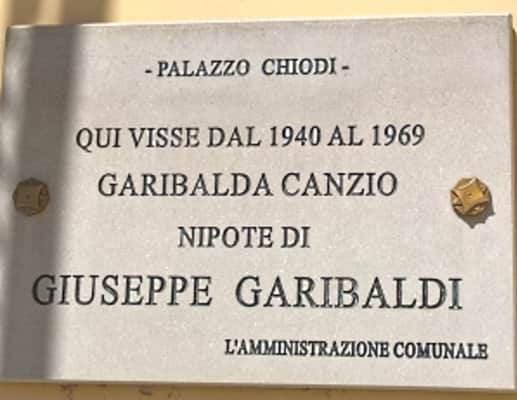 - PALAZZO CHIODI -
QUI VISSE DAL 1940 AL 1969
GARIBALDA CANZIO
NIPOTE DI
GIUSEPPE GARIBALDI
L'AMMINISTRAZIONE COMUNALE